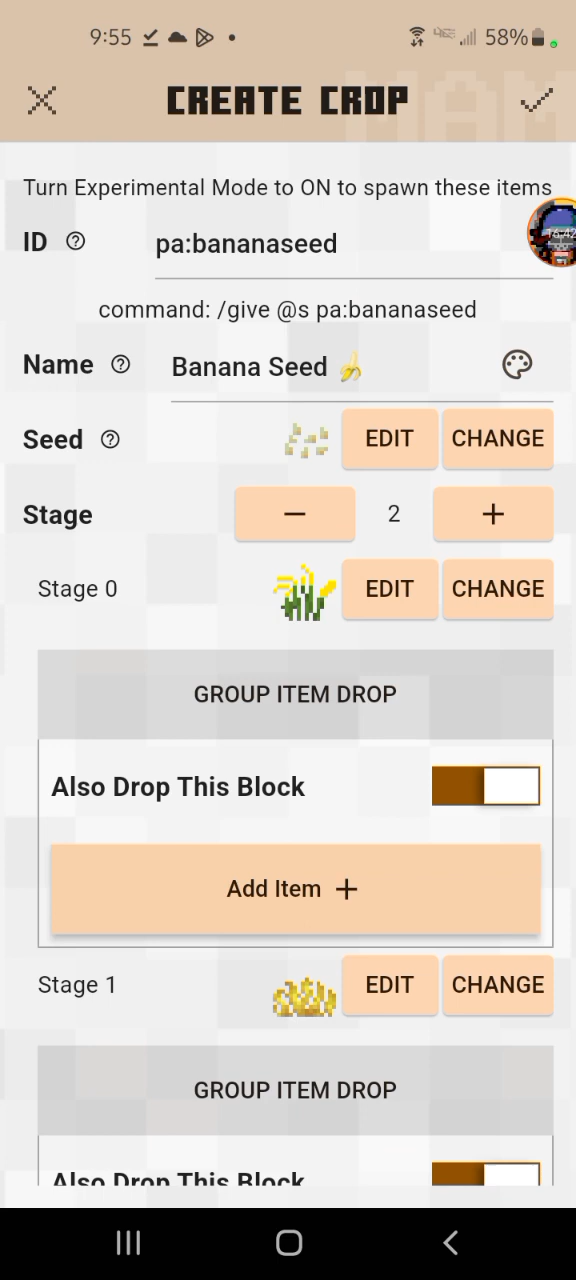 9:55
58%
CREATE CROP
Turn Experimental Mode to ON to spawn these items
ID
pa:bananaseed
command: /give @s pa:bananaseed
Name
Banana Seed 🍌
Seed
EDIT
CHANGE
Stage
−
2
+
Stage 0
EDIT
CHANGE
GROUP ITEM DROP
Also Drop This Block
Add Item +
Stage 1
EDIT
CHANGE
GROUP ITEM DROP
Also Drop This Block